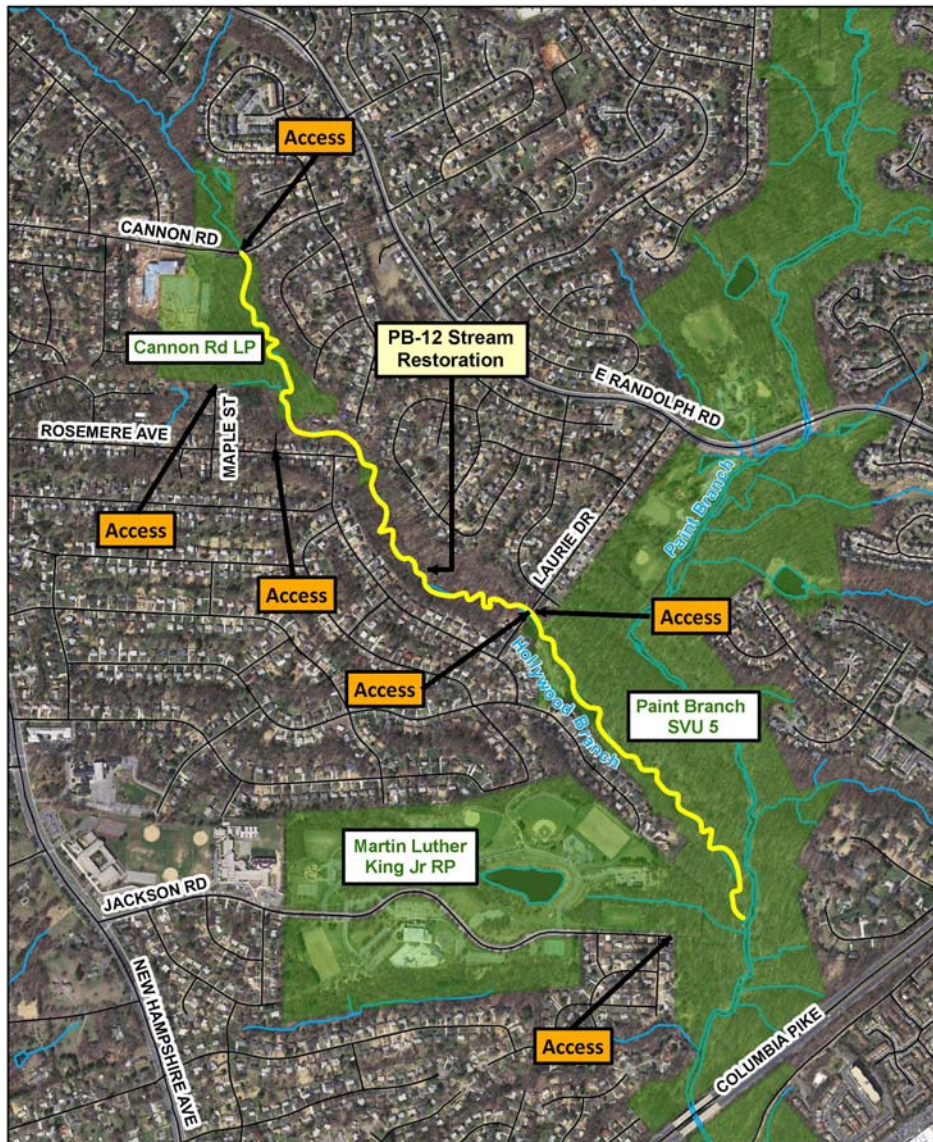 Access
CANNON RD
Cannon Rd LP
PB-12 Stream
Restoration
E RANDOLPH RD
ROSEMERE AVE
MAPLE ST
Access
Access
LAURIE DR
Paint Branch
Access
Access
Hollywood Branch
Paint Branch
SVU 5
Martin Luther
King Jr RP
JACKSON RD
NEW HAMPSHIRE AVE
Access
COLUMBIA PIKE